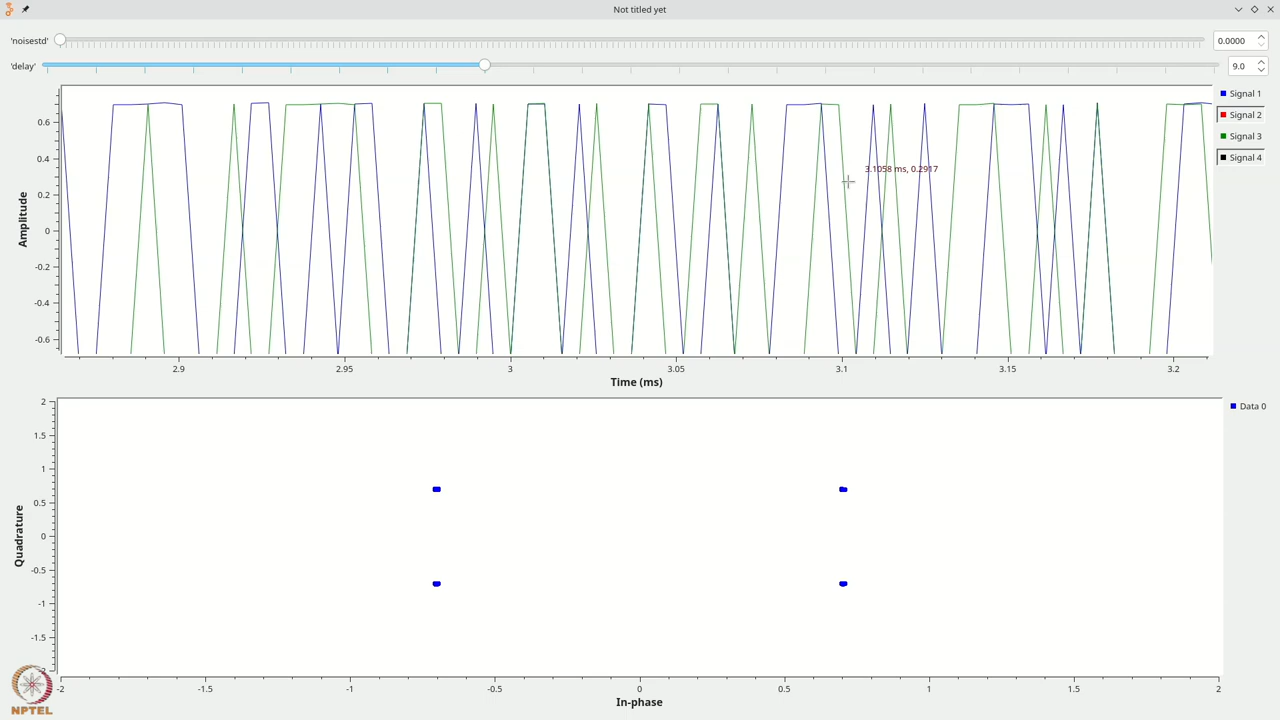 Not titled yet
'noisestd' 0.0000
'delay' 9.0
Signal 1
Signal 2
Signal 3
Signal 4
3.1058 ms, 0.2917
Amplitude
0.6
0.4
0.2
0
-0.2
-0.4
-0.6
2.9 2.95 3 3.05 3.1 3.15 3.2
Time (ms)
Data 0
Quadrature
2
1.5
1
0.5
0
-0.5
-1
-1.5
-2 -1.5 -1 -0.5 0 0.5 1 1.5 2
In-phase
NPTEL